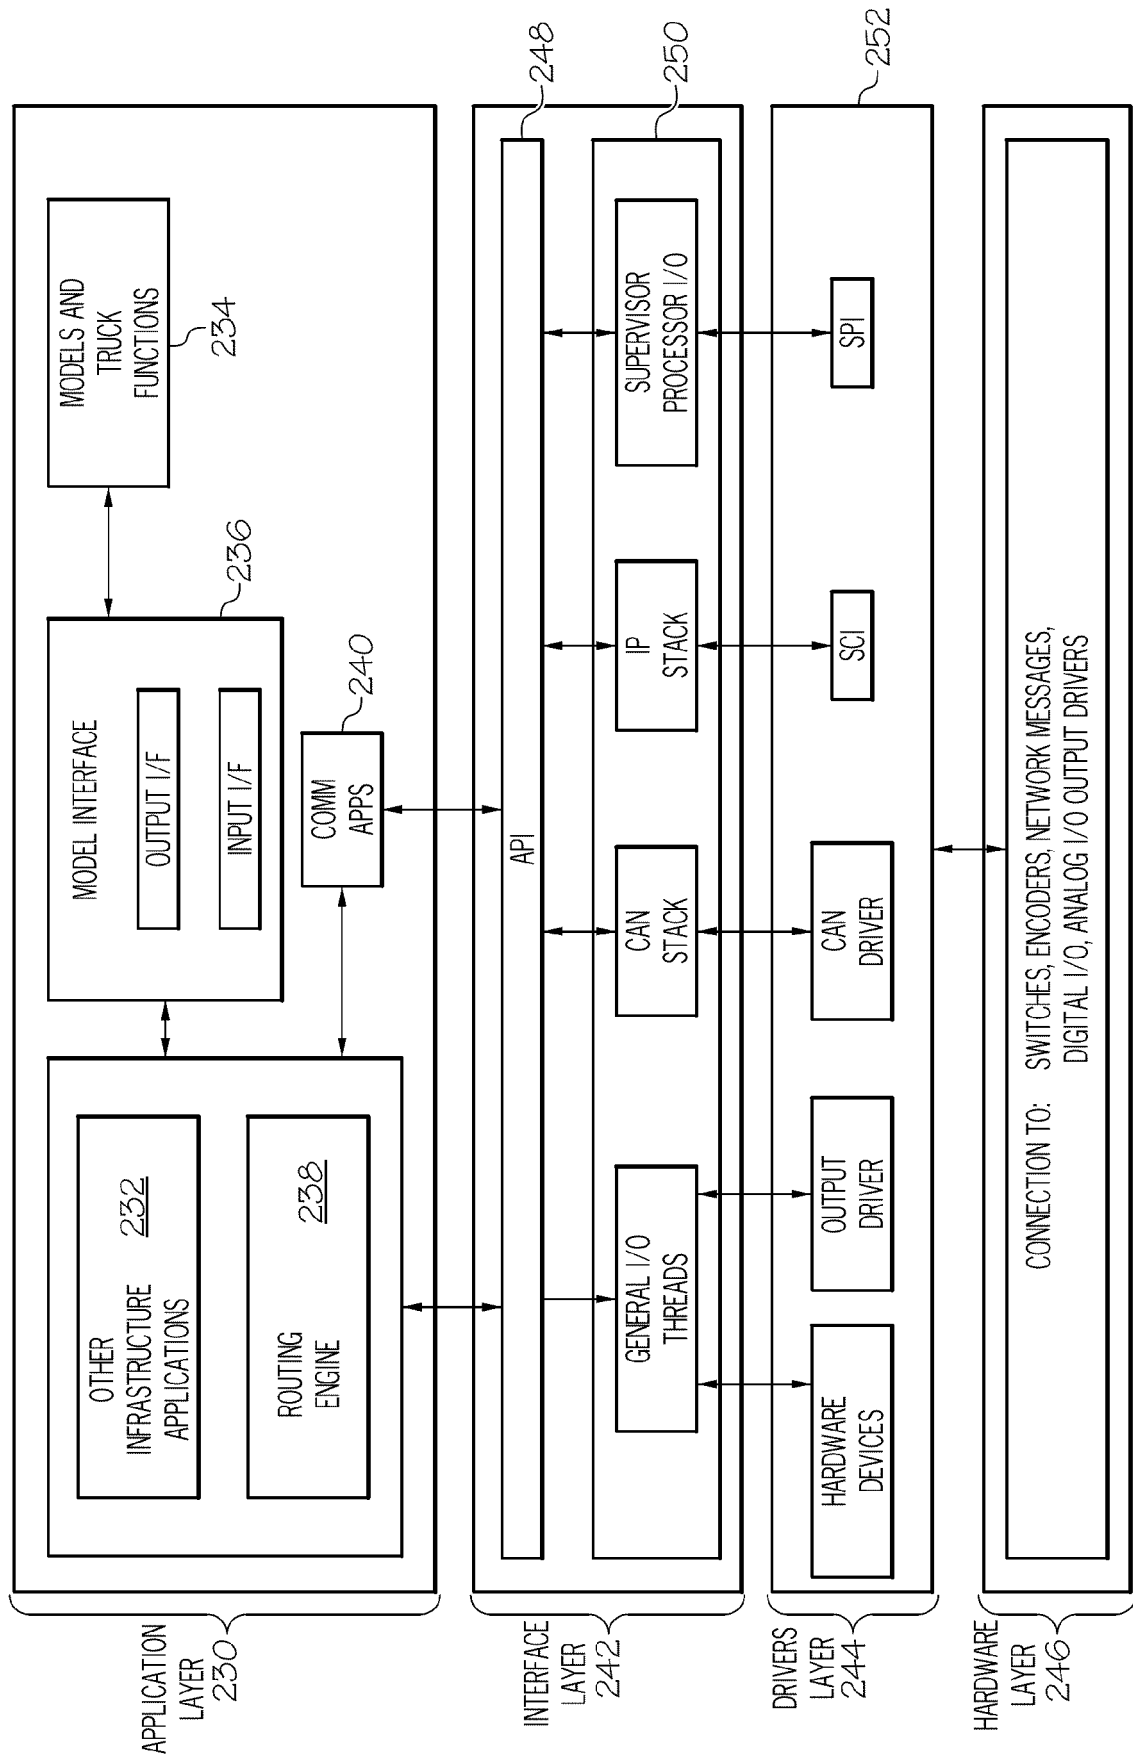 APPLICATION
LAYER
230
OTHER
INFRASTRUCTURE
APPLICATIONS
232
ROUTING
ENGINE
238
MODEL INTERFACE
OUTPUT I/F
INPUT I/F
236
COMM
APPS
240
MODELS AND
TRUCK
FUNCTIONS
234
INTERFACE
LAYER
242
API
248
GENERAL I/O
THREADS
CAN
STACK
IP
STACK
SUPERVISOR
PROCESSOR I/O
250
DRIVERS
LAYER
244
HARDWARE
DEVICES
OUTPUT
DRIVER
CAN
DRIVER
SCI
SPI
252
HARDWARE
LAYER
246
CONNECTION TO: SWITCHES, ENCODERS, NETWORK MESSAGES,
DIGITAL I/O, ANALOG I/O OUTPUT DRIVERS